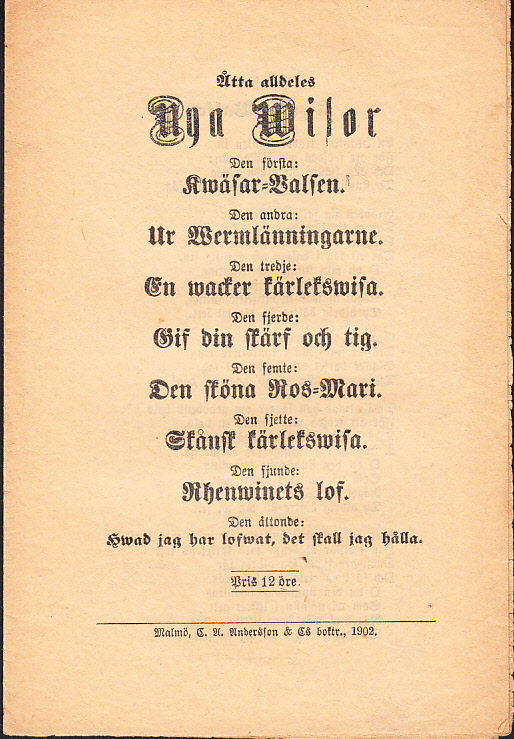 Åtta alldeles
Nya Wisor
Den första:
Kwäsar-Valsen.
Den andra:
Ur Wermlänningarne.
Den tredje:
En wacker kärlekswisa.
Den fjerde:
Gif din skärf och tig.
Den femte:
Den sköna Ros-Mari.
Den sjette:
Skånsk kärlekswisa.
Den sjunde:
Rhenwinets lof.
Den åttonde:
Hwad jag har lofwat, det skall jag hålla.
Pris 12 öre.
Malmö, C. A. Andersson & Cs boktr., 1902.